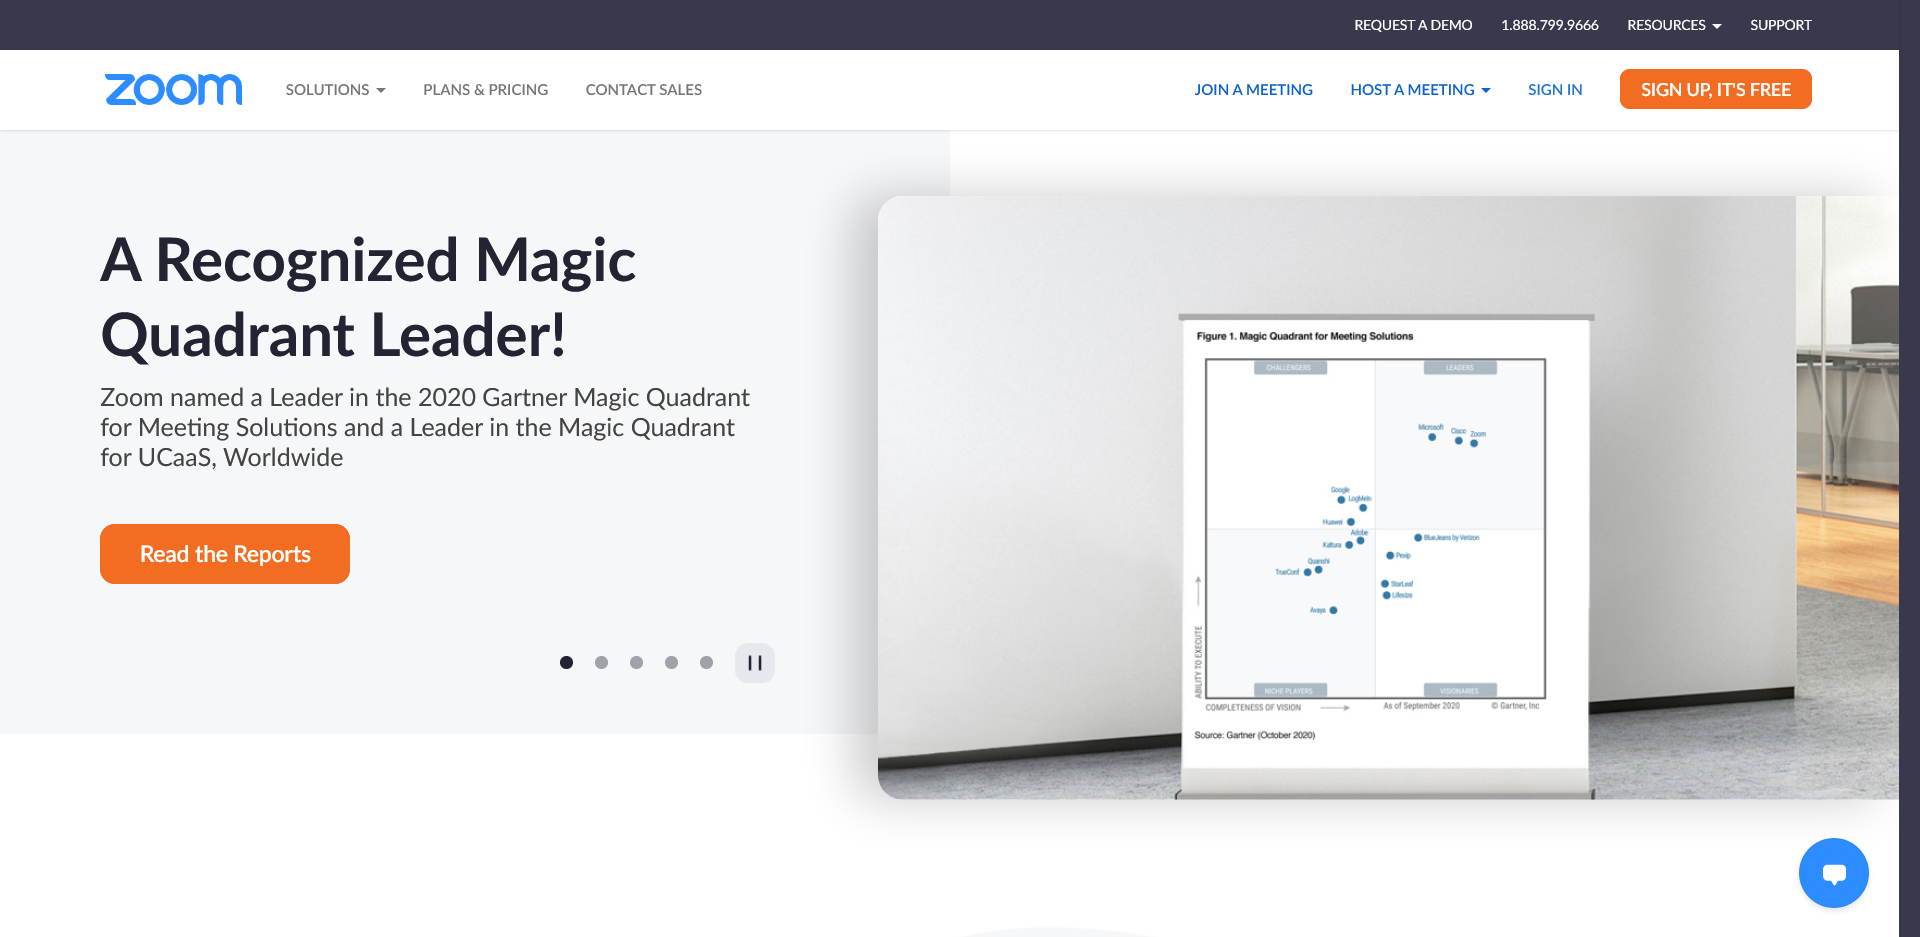 REQUEST A DEMO 1.888.799.9666 RESOURCES SUPPORT
zoom SOLUTIONS PLANS & PRICING CONTACT SALES JOIN A MEETING HOST A MEETING SIGN IN SIGN UP, IT'S FREE
A Recognized Magic
Quadrant Leader!
Zoom named a Leader in the 2020 Gartner Magic Quadrant
for Meeting Solutions and a Leader in the Magic Quadrant
for UCaaS, Worldwide
Read the Reports
Figure 1. Magic Quadrant for Meeting Solutions
CHALLENGERS LEADERS
Microsoft Cisco Zoom
Google
LogMeIn
Huawei
Adobe
Kaltura
BlueJeans by Verizon
Pexip
Quanshi
TrueConf
StarLeaf
Lifesize
Avaya
ABILITY TO EXECUTE
NICHE PLAYERS VISIONARIES
COMPLETENESS OF VISION As of September 2020 © Gartner, Inc
Source: Gartner (October 2020)